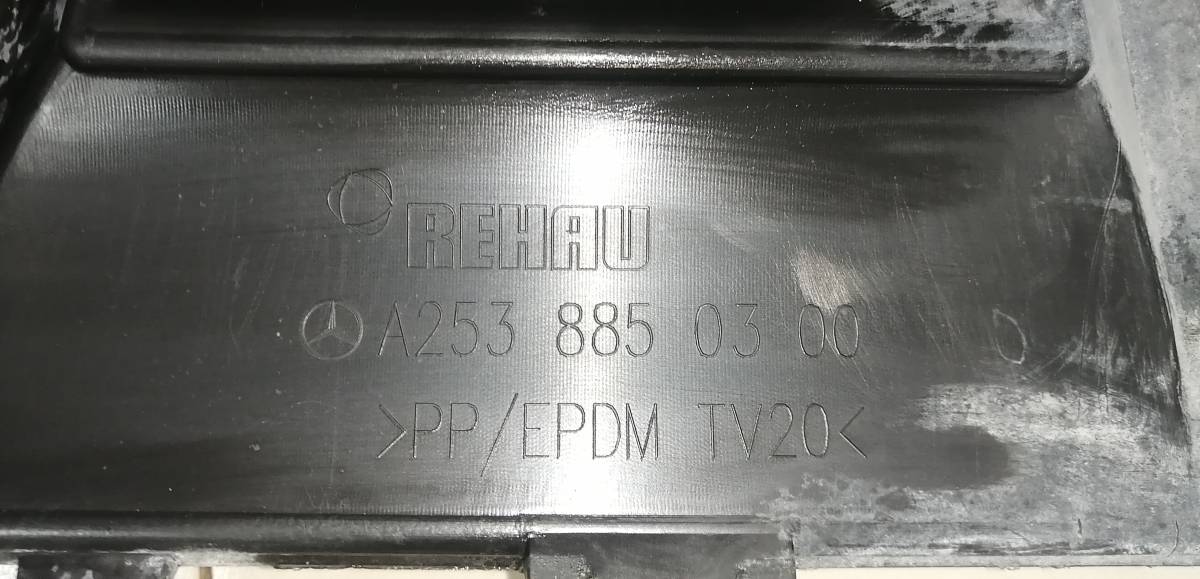 REHAU
A253 885 03 00
>PP/EPDM TV20<